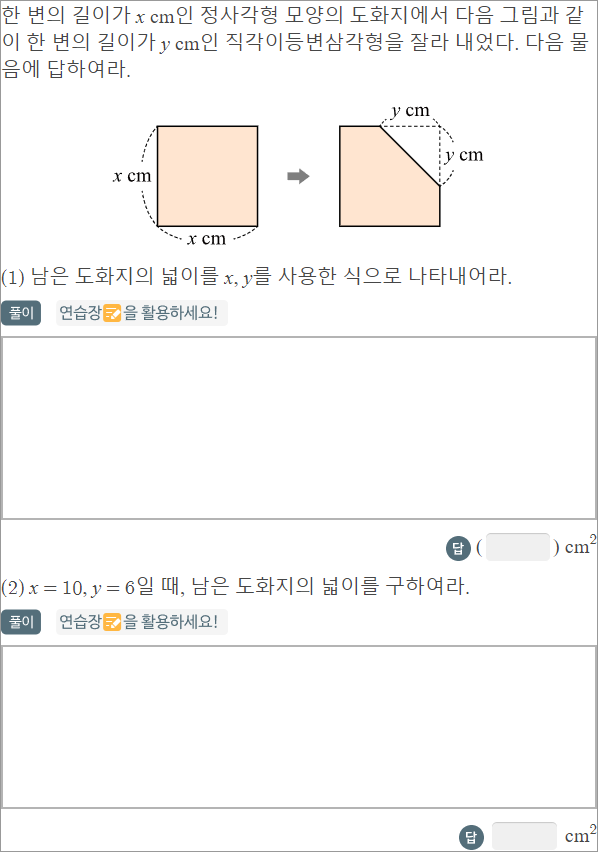 한 변의 길이가 x cm인 정사각형 모양의 도화지에서 다음 그림과 같
이 한 변의 길이가 y cm인 직각이등변삼각형을 잘라 내었다. 다음 물
음에 답하여라.
y cm
x cm
y cm
x cm
(1) 남은 도화지의 넓이를 x, y를 사용한 식으로 나타내어라.
풀이 연습장을 활용하세요!
답 ( ) cm²
(2) x = 10, y = 6일 때, 남은 도화지의 넓이를 구하여라.
풀이 연습장을 활용하세요!
답 cm²